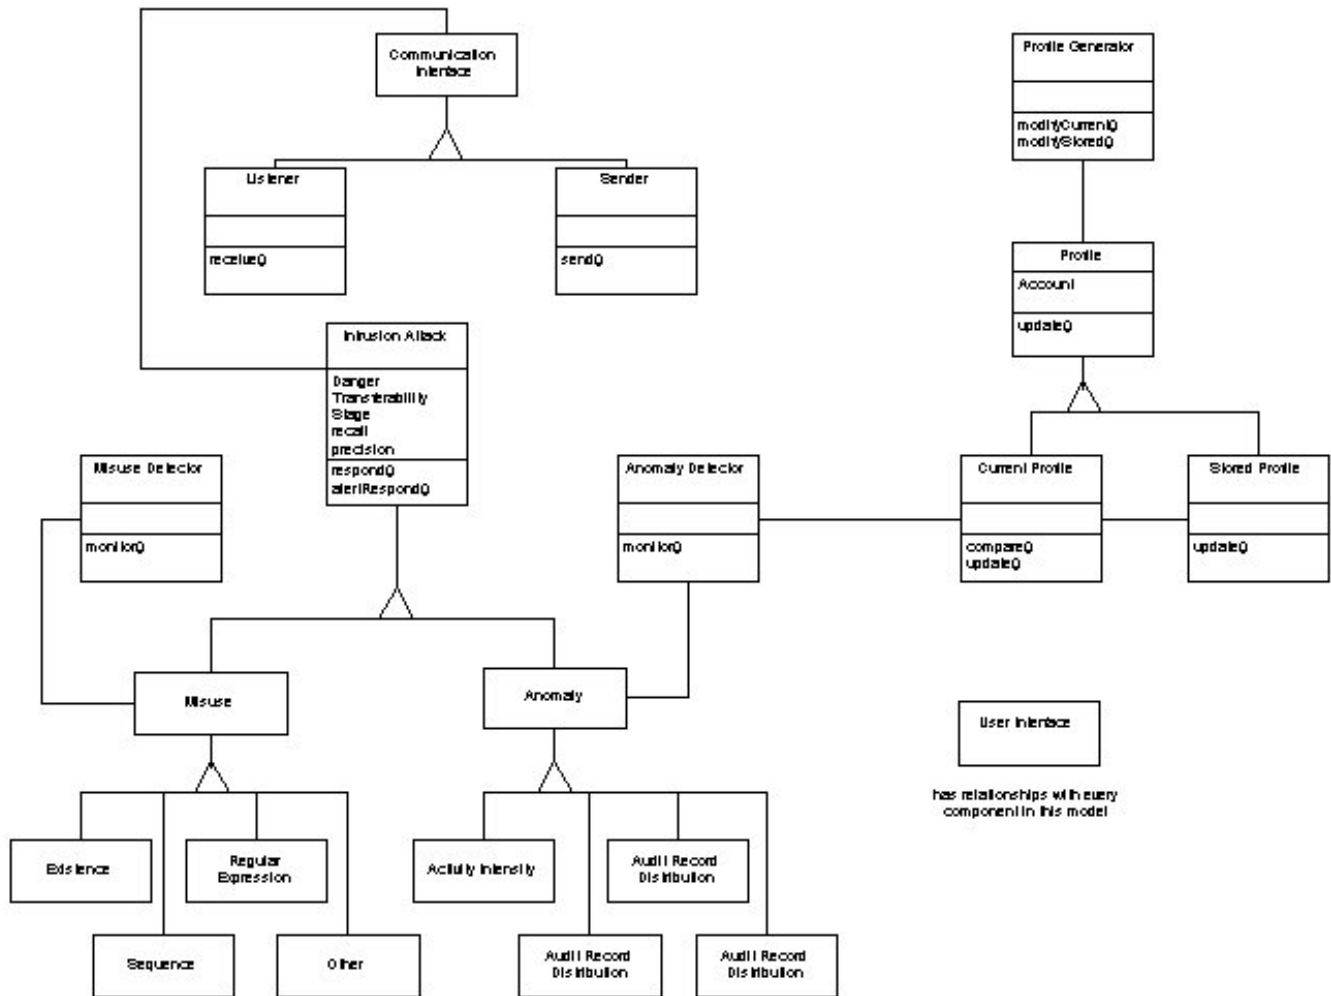 Communication
Interface
Profile Generator
modifyCurrent()
modifyStored()
Listener
receive()
Sender
send()
Profile
Account
update()
Intrusion Attack
Danger
Transferability
Stage
recall
precision
respond()
alertRespond()
Misuse Detector
monitor()
Anomaly Detector
monitor()
Current Profile
compare()
update()
Stored Profile
update()
Misuse
Anomaly
User Interface
has relationships with every
component in this model
Existence
Regular
Expression
Activity Intensity
Audit Record
Distribution
Sequence
Other
Audit Record
Distribution
Audit Record
Distribution